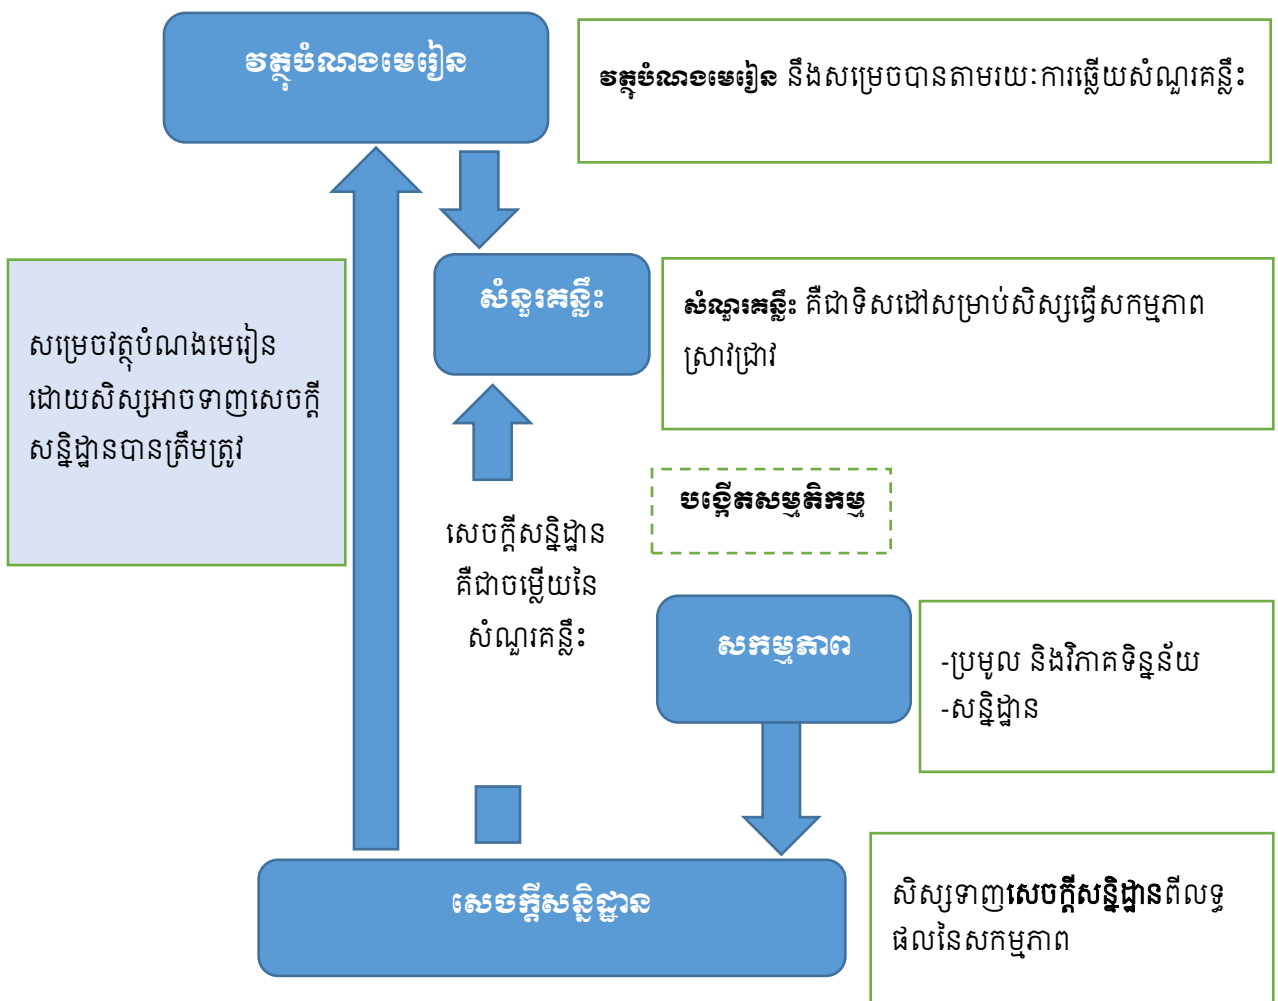 វត្ថុបំណងមេរៀន
វត្ថុបំណងមេរៀន នឹងសម្រេចបានតាមរយៈការឆ្លើយសំណួរគន្លឹះ
សំនួរគន្លឹះ
សំណួរគន្លឹះ គឺជាទិសដៅសម្រាប់សិស្សធ្វើសកម្មភាព
ស្រាវជ្រាវ
សម្រេចវត្ថុបំណងមេរៀន
ដោយសិស្សអាចទាញសេចក្តី
សន្និដ្ឋានបានត្រឹមត្រូវ
បង្កើតសម្មតិកម្ម
សេចក្តីសន្និដ្ឋាន
គឺជាចម្លើយនៃ
សំណួរគន្លឹះ
សកម្មភាព
-ប្រមូល និងវិភាគទិន្នន័យ
-សន្និដ្ឋាន
សេចក្តីសន្និដ្ឋាន
សិស្សទាញសេចក្តីសន្និដ្ឋានពីលទ្ធ
ផលនៃសកម្មភាព